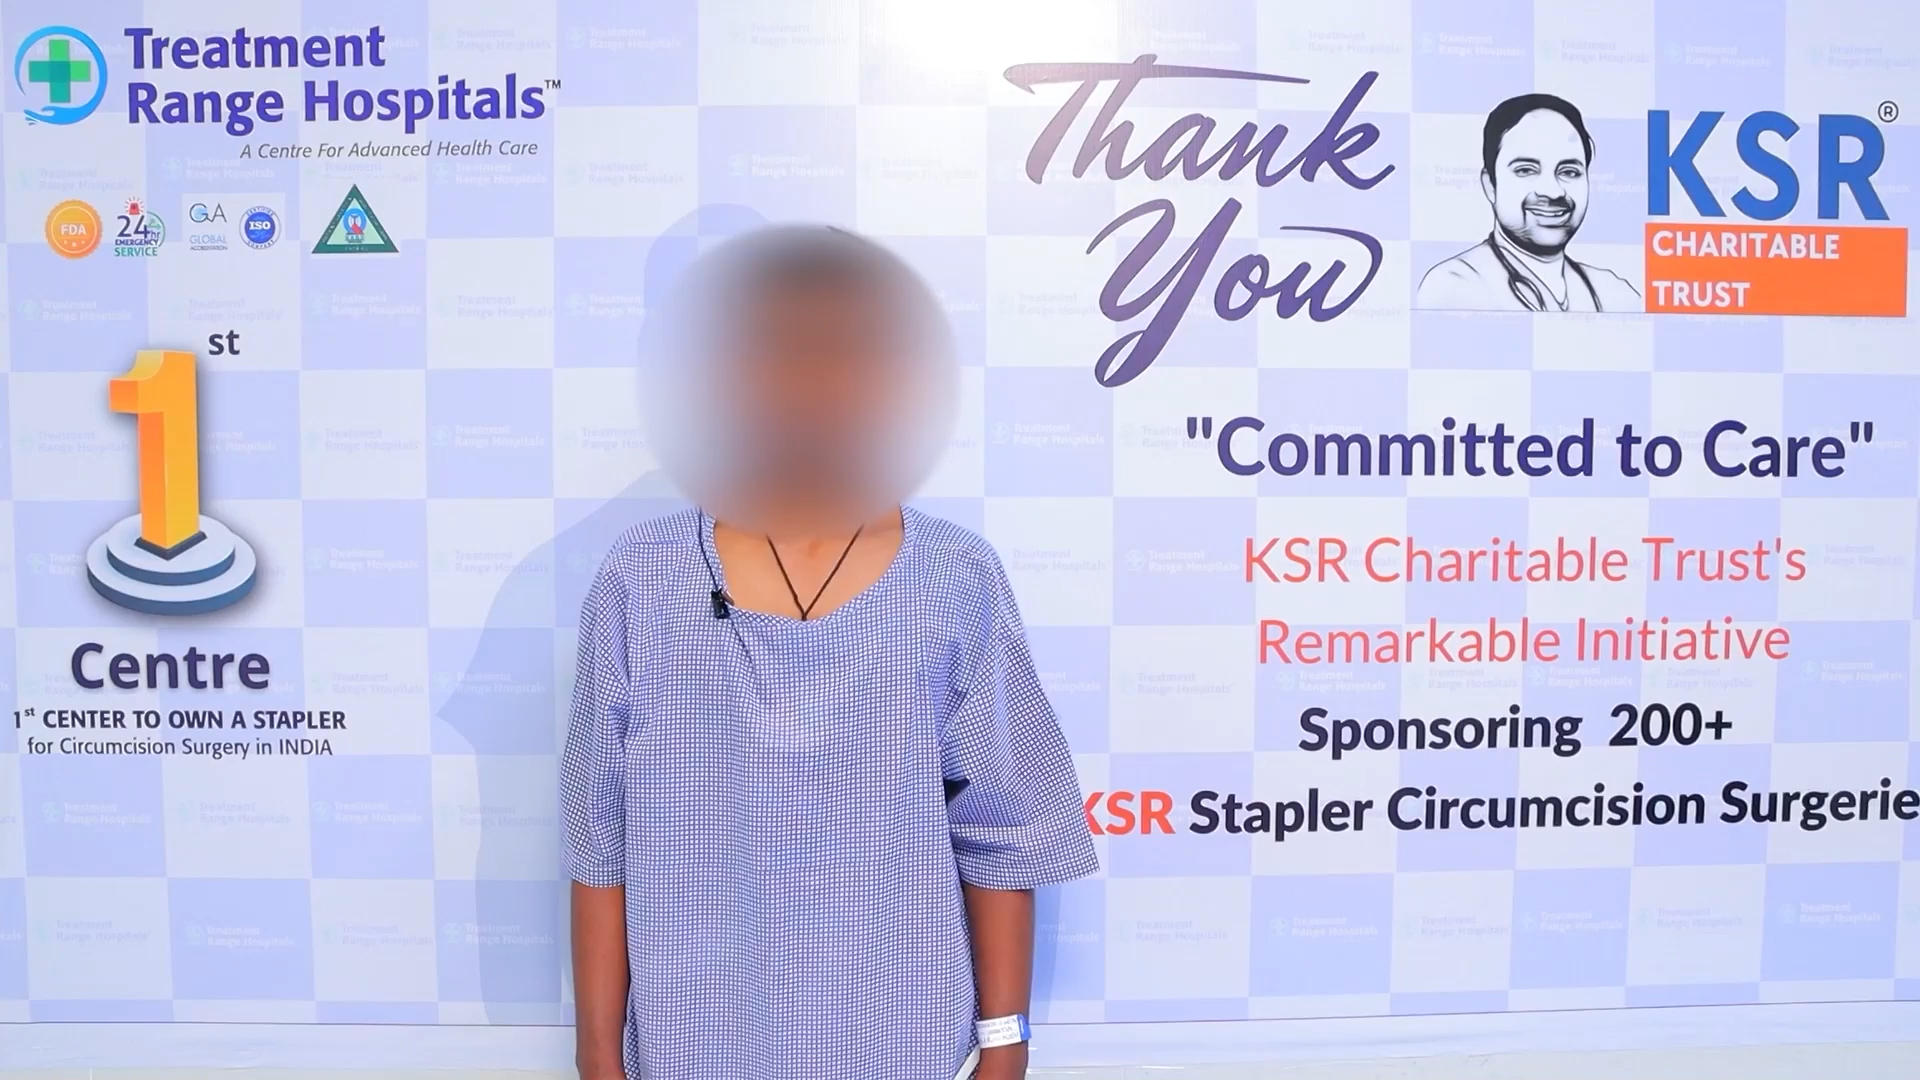 Treatment
Range Hospitals™
A Centre For Advanced Health Care
FDA
24hr
EMERGENCY
SERVICE
GA
GLOBAL
ACCREDITATION
ISO
1st
Centre
1st CENTER TO OWN A STAPLER
for Circumcision Surgery in INDIA
Thank
You
KSR®
CHARITABLE
TRUST
"Committed to Care"
KSR Charitable Trust's
Remarkable Initiative
Sponsoring 200+
KSR Stapler Circumcision Surgerie